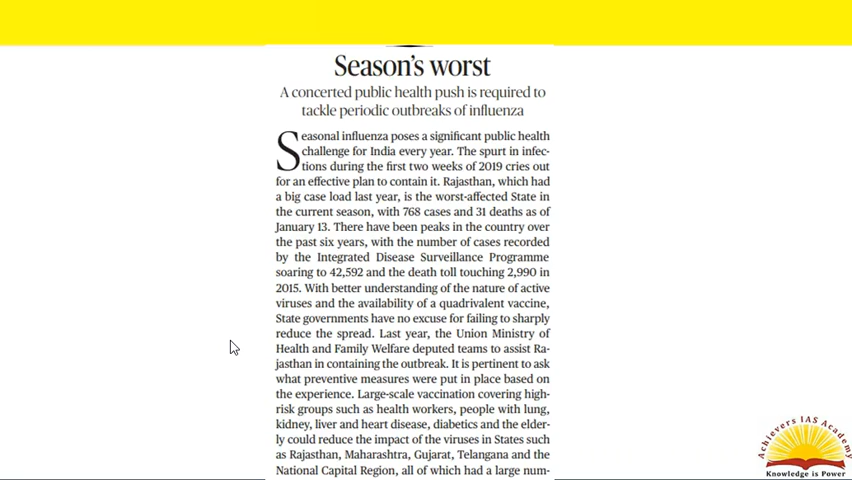 Season's worst
A concerted public health push is required to
tackle periodic outbreaks of influenza
Seasonal influenza poses a significant public health
challenge for India every year. The spurt in infec-
tions during the first two weeks of 2019 cries out
for an effective plan to contain it. Rajasthan, which had
a big case load last year, is the worst-affected State in
the current season, with 768 cases and 31 deaths as of
January 13. There have been peaks in the country over
the past six years, with the number of cases recorded
by the Integrated Disease Surveillance Programme
soaring to 42,592 and the death toll touching 2,990 in
2015. With better understanding of the nature of active
viruses and the availability of a quadrivalent vaccine,
State governments have no excuse for failing to sharply
reduce the spread. Last year, the Union Ministry of
Health and Family Welfare deputed teams to assist Ra-
jasthan in containing the outbreak. It is pertinent to ask
what preventive measures were put in place based on
the experience. Large-scale vaccination covering high-
risk groups such as health workers, people with lung,
kidney, liver and heart disease, diabetics and the elder-
ly could reduce the impact of the viruses in States such
as Rajasthan, Maharashtra, Gujarat, Telangana and the
National Capital Region, all of which had a large num-
Achievers IAS Academy
Knowledge is Power